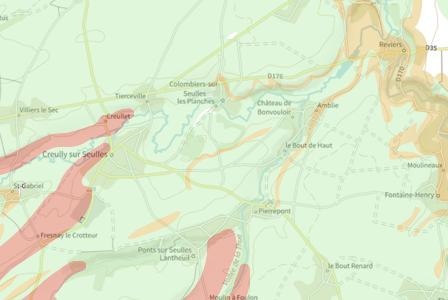 Reviers
D35
D176
D170
Colombiers-sur
Seulles
les Planches
Tierceville
Villiers le Sec
Creullet
Château de
Bonvouloir
Amblie
le Bout de Haut
Creully sur Seulles
Moulineaux
St-Gabriel
Fontaine-Henry
Pierrepont
Fresnay le Crotteur
Ponts sur Seulles
Lantheuil
le Bout Renard
Moulin à Foulon